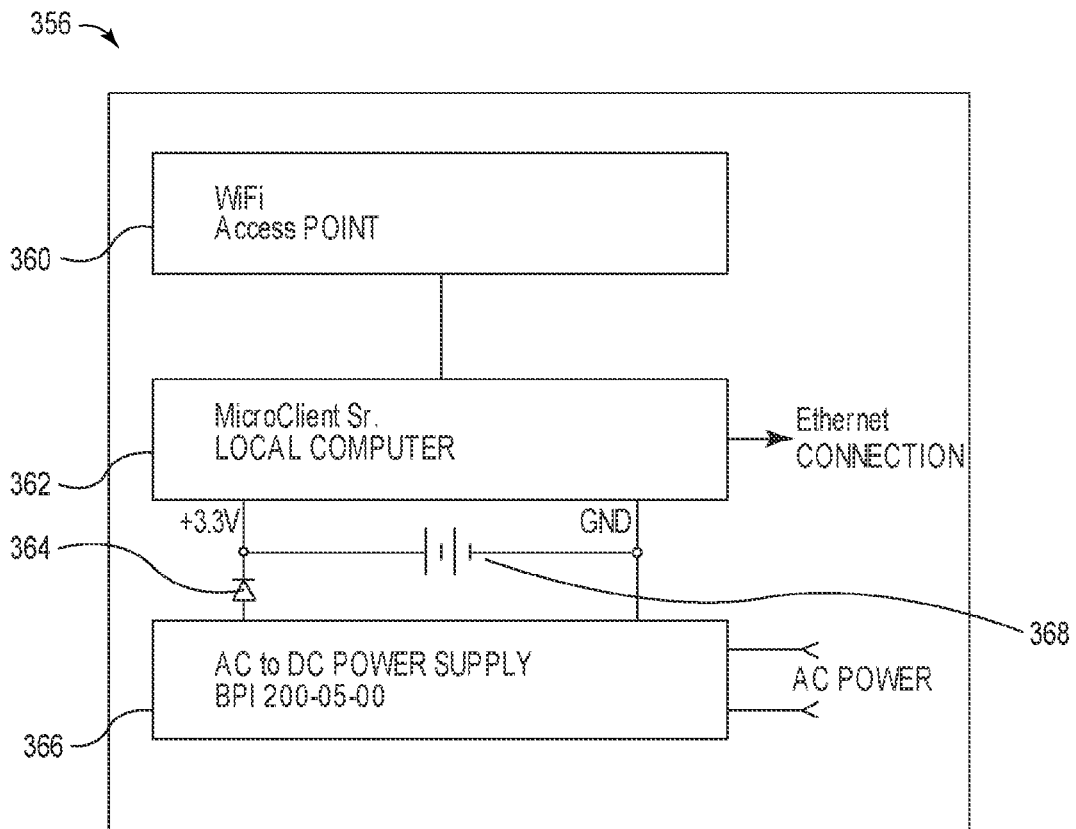 356
WiFi
Access POINT
360
MicroClient Sr.
LOCAL COMPUTER
Ethernet
CONNECTION
362
+3.3V
GND
364
368
AC to DC POWER SUPPLY
BPI 200-05-00
AC POWER
366